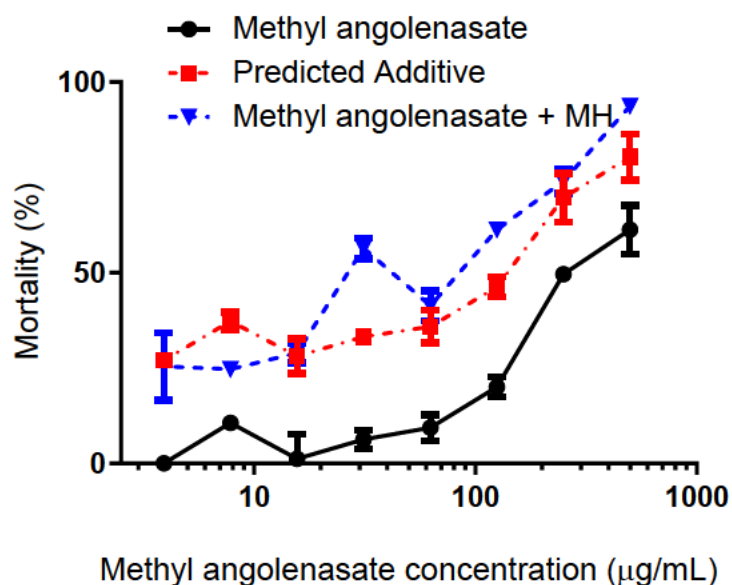 Methyl angolenasate
Predicted Additive
Methyl angolenasate + MH
100
50
0
Mortality (%)
10 100 1000
Methyl angolenasate concentration (μg/mL)